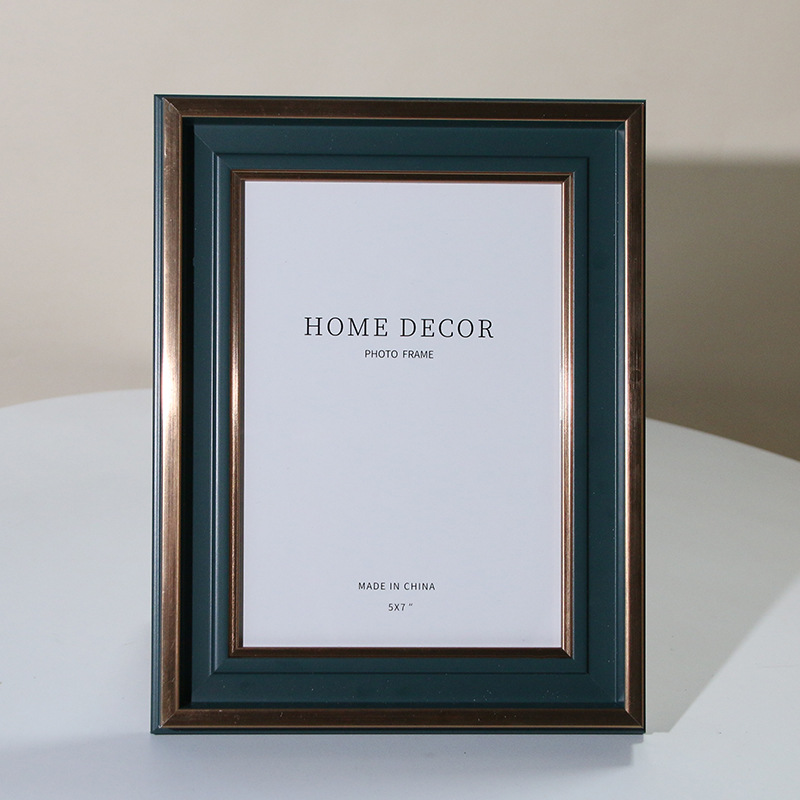 HOME DECOR
PHOTO FRAME
MADE IN CHINA
5X7"